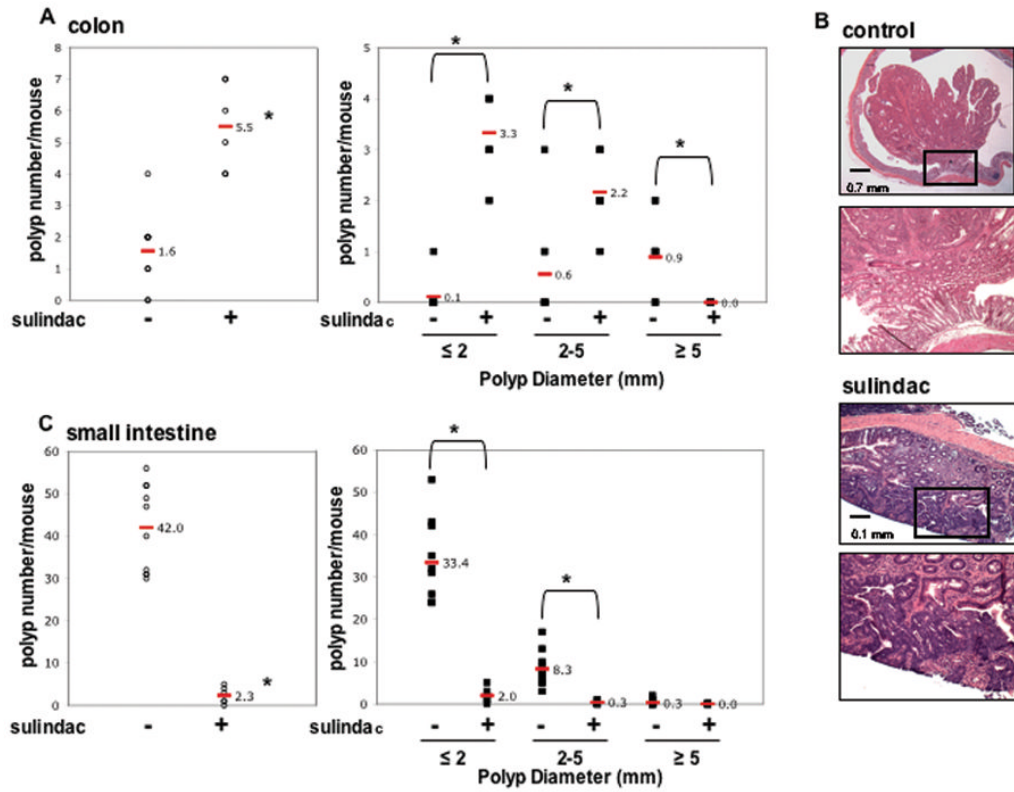 A
colon
polyp number/mouse
8
7
6
5
4
3
2
1
0
1.6
5.5
*
sulindac - +
polyp number/mouse
5
4
3
2
1
0
*
*
*
0.1
3.3
0.6
2.2
0.9
0.0
sulindac - + - + - +
≤ 2 2-5 ≥ 5
Polyp Diameter (mm)
B
control
0.7 mm
sulindac
0.1 mm
C
small intestine
polyp number/mouse
60
50
40
30
20
10
0
42.0
2.3
*
sulindac - +
polyp number/mouse
60
50
40
30
20
10
0
*
*
33.4
2.0
8.3
0.3
0.3
0.0
sulindac - + - + - +
≤ 2 2-5 ≥ 5
Polyp Diameter (mm)